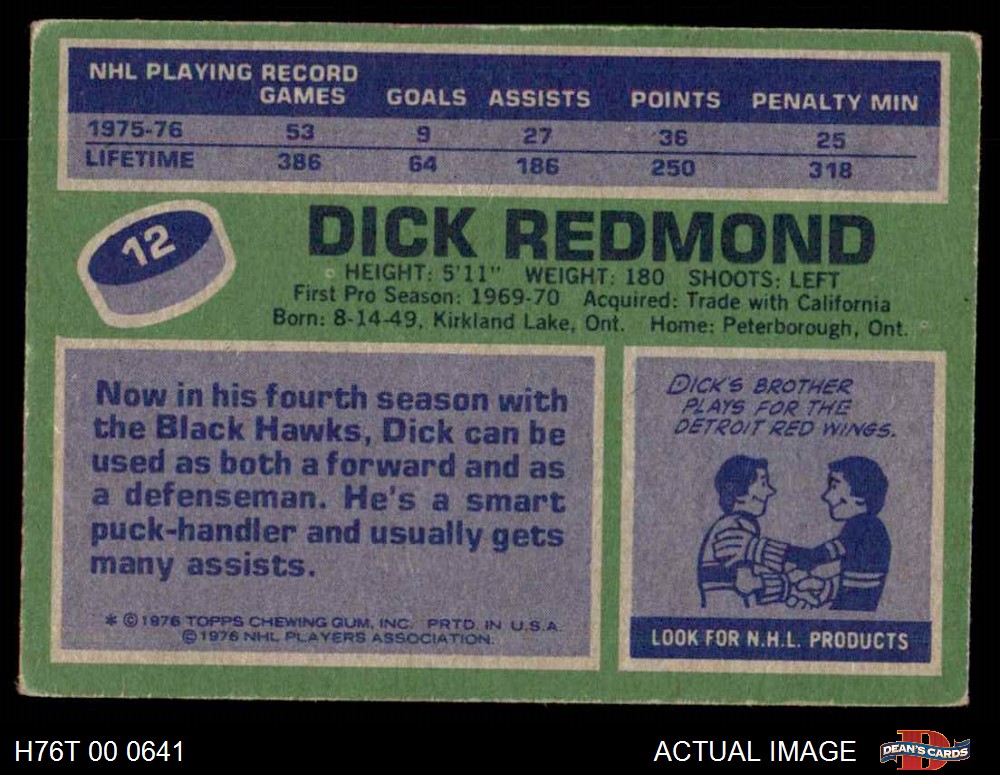 NHL PLAYING RECORD
GAMES GOALS ASSISTS POINTS PENALTY MIN
1975-76 53 9 27 36 25
LIFETIME 386 64 186 250 318
12
DICK REDMOND
HEIGHT: 5'11" WEIGHT: 180 SHOOTS: LEFT
First Pro Season: 1969-70 Acquired: Trade with California
Born: 8-14-49, Kirkland Lake, Ont. Home: Peterborough, Ont.
Now in his fourth season with
the Black Hawks, Dick can be
used as both a forward and as
a defenseman. He's a smart
puck-handler and usually gets
many assists.
* ©1976 TOPPS CHEWING GUM, INC. PRTD. IN U.S.A.
©1976 NHL PLAYERS ASSOCIATION.
DICK'S BROTHER
PLAYS FOR THE
DETROIT RED WINGS.
LOOK FOR N.H.L. PRODUCTS
H76T 00 0641
ACTUAL IMAGE
D
DEAN'S CARDS